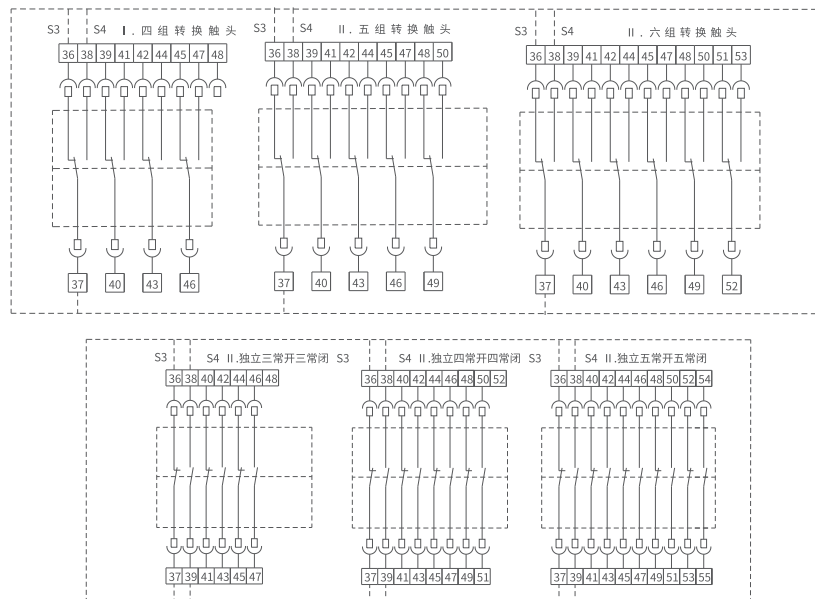 S3 S4 Ⅰ.四组转换触头 S3 S4 II.五组转换触头 S3 S4 II.六组转换触头
36 38 39 41 42 44 45 47 48
36 38 39 41 42 44 45 47 48 50
36 38 39 41 42 44 45 47 48 50 51 53
37 40 43 46
37 40 43 46 49
37 40 43 46 49 52
S3 S4 II.独立三常开三常闭 S3 S4 II.独立四常开四常闭 S3 S4 II.独立五常开五常闭
36 38 40 42 44 46 48
36 38 40 42 44 46 48 50 52
36 38 40 42 44 46 48 50 52 54
37 39 41 43 45 47
37 39 41 43 45 47 49 51
37 39 41 43 45 47 49 51 53 55